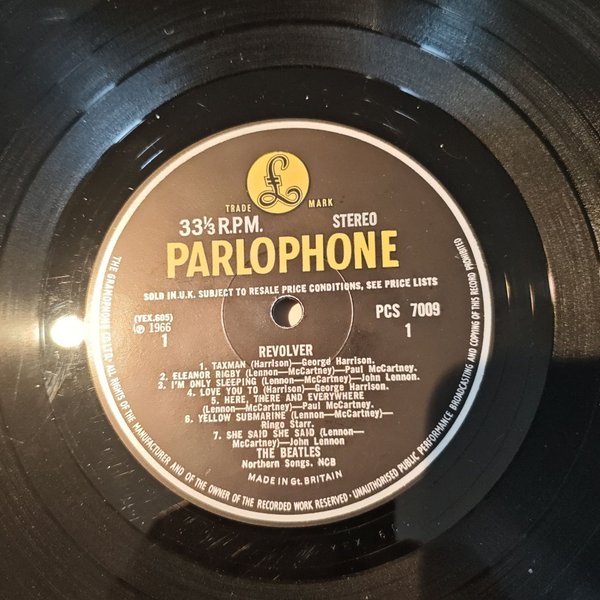 £
TRADE MARK
33⅓ R.P.M. STEREO
PARLOPHONE
SOLD IN U.K. SUBJECT TO RESALE PRICE CONDITIONS, SEE PRICE LISTS
(YEX.605) PCS 7009
℗ 1966
1 1
REVOLVER
1. TAXMAN (Harrison)—George Harrison.
2. ELEANOR RIGBY (Lennon—McCartney)—Paul McCartney.
3. I'M ONLY SLEEPING (Lennon—McCartney)—John Lennon.
4. LOVE YOU TO (Harrison)—George Harrison.
5. HERE, THERE AND EVERYWHERE
(Lennon—McCartney)—Paul McCartney.
6. YELLOW SUBMARINE (Lennon—McCartney)—
Ringo Starr.
7. SHE SAID SHE SAID (Lennon—
McCartney)—John Lennon
THE BEATLES
Northern Songs. NCB
MADE IN Gt. BRITAIN
THE GRAMOPHONE CO. LTD. ALL RIGHTS OF THE MANUFACTURER AND OF THE OWNER OF THE RECORDED WORK RESERVED · UNAUTHORISED PUBLIC PERFORMANCE BROADCASTING AND COPYING OF THIS RECORD PROHIBITED